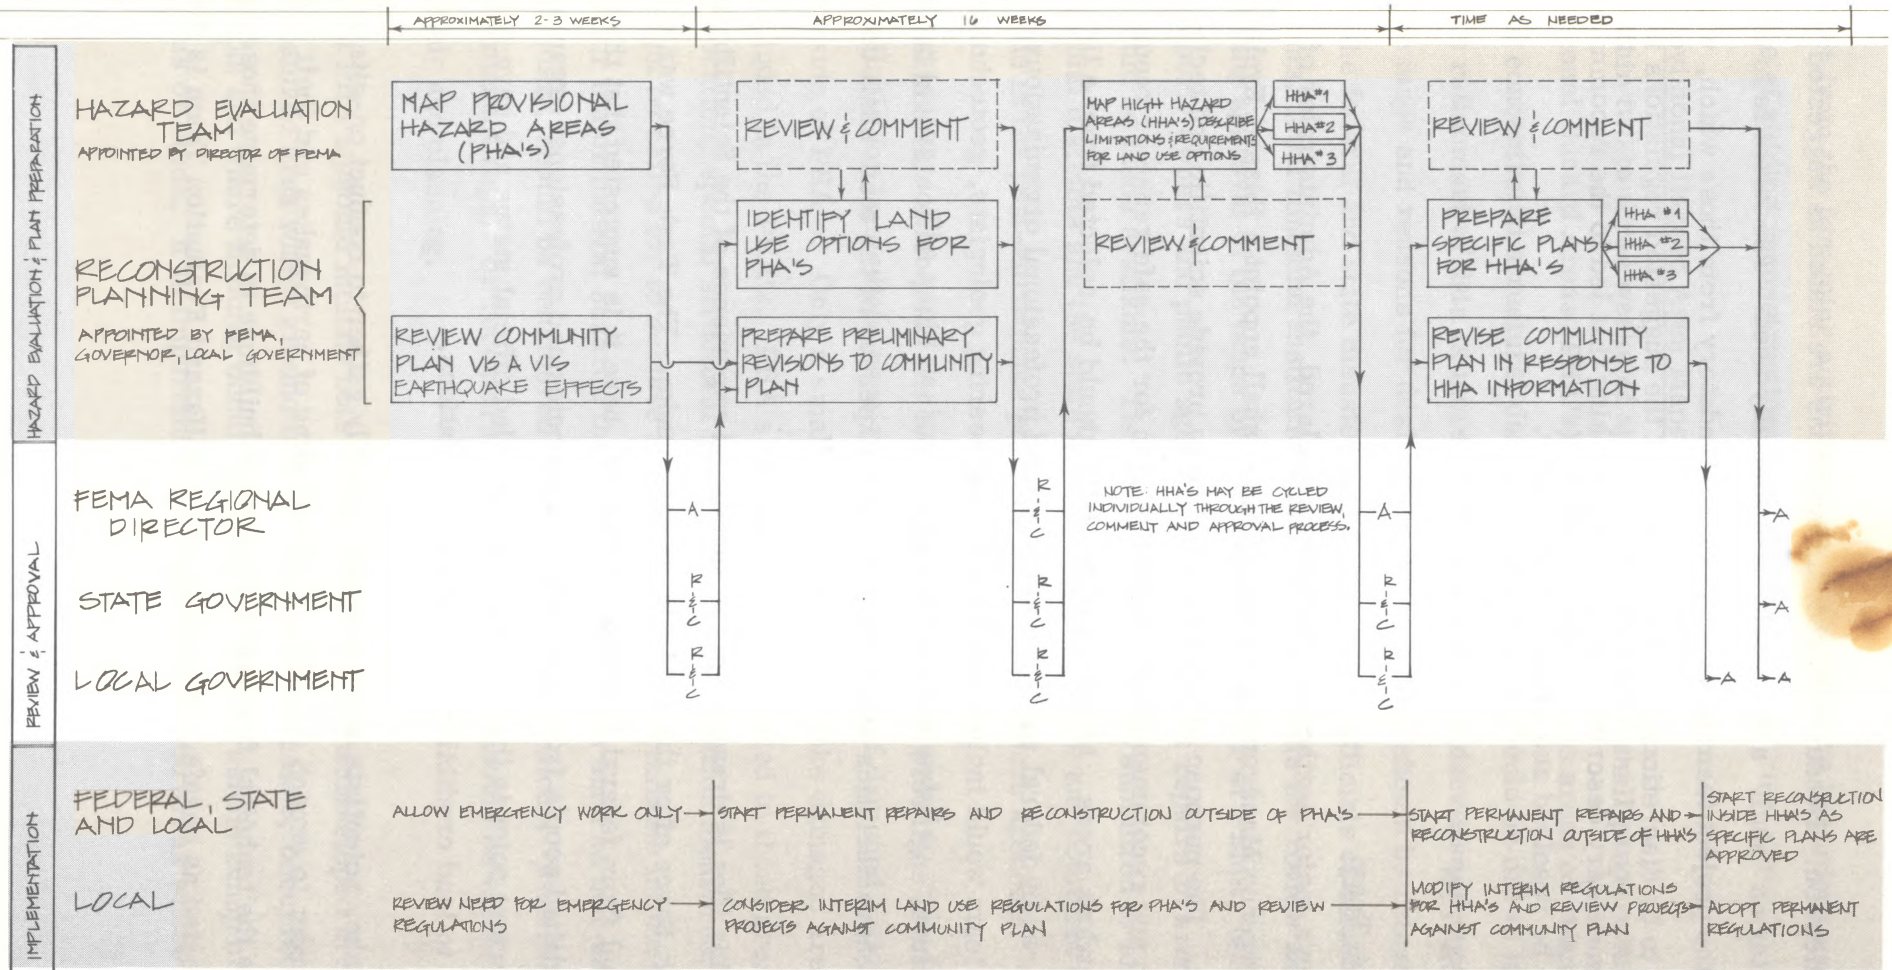 APPROXIMATELY 2-3 WEEKS
APPROXIMATELY 16 WEEKS
TIME AS NEEDED
HAZARD EVALUATION & PLAN PREPARATION
HAZARD EVALUATION
TEAM
APPOINTED BY DIRECTOR OF FEMA
MAP PROVISIONAL
HAZARD AREAS
(PHA'S)
REVIEW & COMMENT
MAP HIGH HAZARD
AREAS (HHA'S) DESCRIBE
LIMITATIONS & REQUIREMENTS
FOR LAND USE OPTIONS
HHA #1
HHA #2
HHA #3
REVIEW & COMMENT
RECONSTRUCTION
PLANNING TEAM
APPOINTED BY FEMA,
GOVERNOR, LOCAL GOVERNMENT
IDENTIFY LAND
USE OPTIONS FOR
PHA'S
REVIEW & COMMENT
PREPARE
SPECIFIC PLANS
FOR HHA'S
HHA #1
HHA #2
HHA #3
REVIEW COMMUNITY
PLAN VIS A VIS
EARTHQUAKE EFFECTS
PREPARE PRELIMINARY
REVISIONS TO COMMUNITY
PLAN
REVISE COMMUNITY
PLAN IN RESPONSE TO
HHA INFORMATION
REVIEW & APPROVAL
FEMA REGIONAL
DIRECTOR
A
R
&
C
NOTE: HHA'S MAY BE CYCLED
INDIVIDUALLY THROUGH THE REVIEW,
COMMENT AND APPROVAL PROCESS.
A
A
STATE GOVERNMENT
R
&
C
R
&
C
R
&
C
A
LOCAL GOVERNMENT
R
&
C
R
&
C
R
&
C
A
A
IMPLEMENTATION
FEDERAL, STATE
AND LOCAL
ALLOW EMERGENCY WORK ONLY
START PERMANENT REPAIRS AND RECONSTRUCTION OUTSIDE OF PHA'S
START PERMANENT REPAIRS AND
RECONSTRUCTION OUTSIDE OF HHA'S
START RECONSRUCTION
INSIDE HHA'S AS
SPECIFIC PLANS ARE
APPROVED
LOCAL
REVIEW NEED FOR EMERGENCY
REGULATIONS
CONSIDER INTERIM LAND USE REGULATIONS FOR PHA'S AND REVIEW
PROJECTS AGAINST COMMUNITY PLAN
MODIFY INTERIM REGULATIONS
FOR HHA'S AND REVIEW PROJECTS
AGAINST COMMUNITY PLAN
ADOPT PERMANENT
REGULATIONS